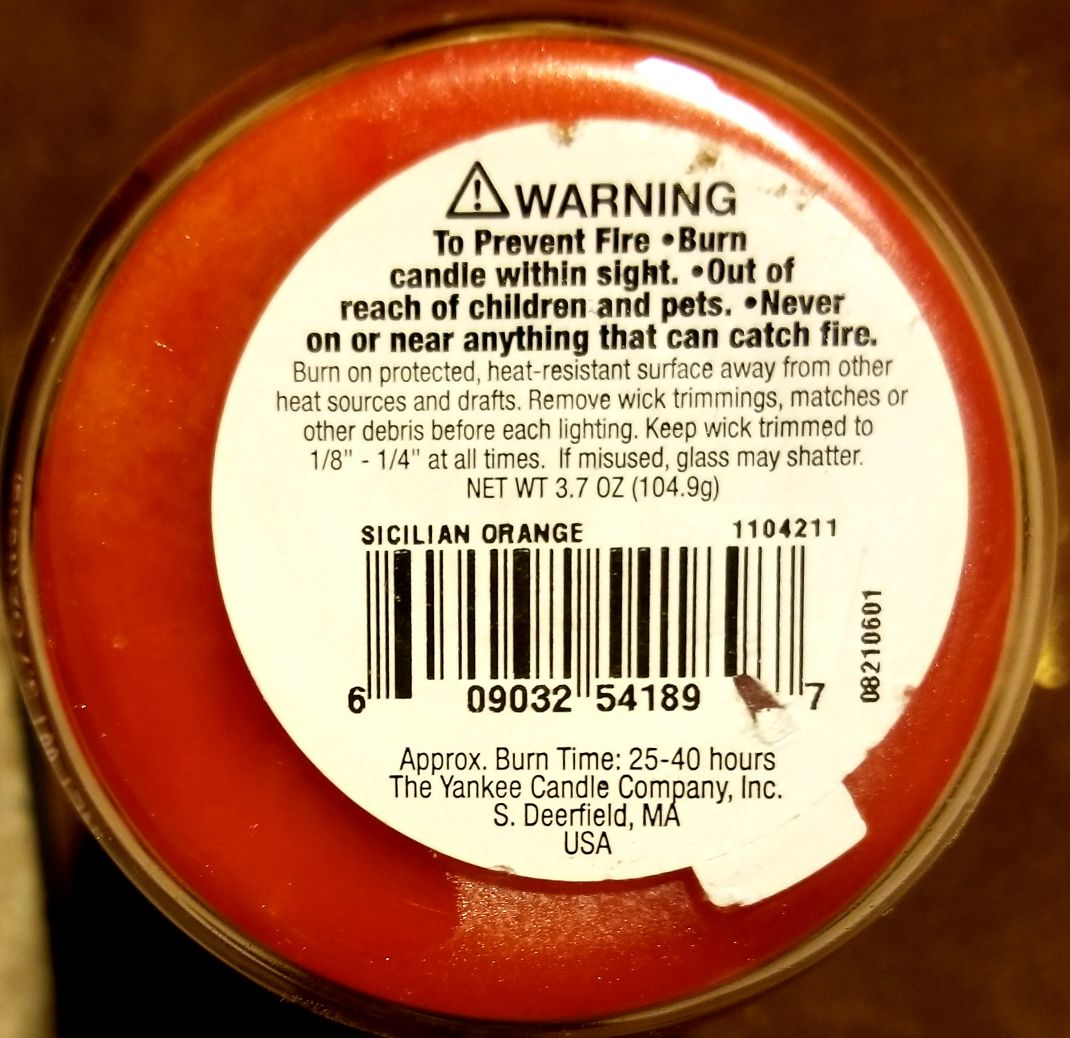 ⚠ WARNING
To Prevent Fire •Burn
candle within sight. •Out of
reach of children and pets. •Never
on or near anything that can catch fire.
Burn on protected, heat-resistant surface away from other
heat sources and drafts. Remove wick trimmings, matches or
other debris before each lighting. Keep wick trimmed to
1/8" - 1/4" at all times. If misused, glass may shatter.
NET WT 3.7 OZ (104.9g)
SICILIAN ORANGE 1104211
6 09032 54189 7
08210601
Approx. Burn Time: 25-40 hours
The Yankee Candle Company, Inc.
S. Deerfield, MA
USA